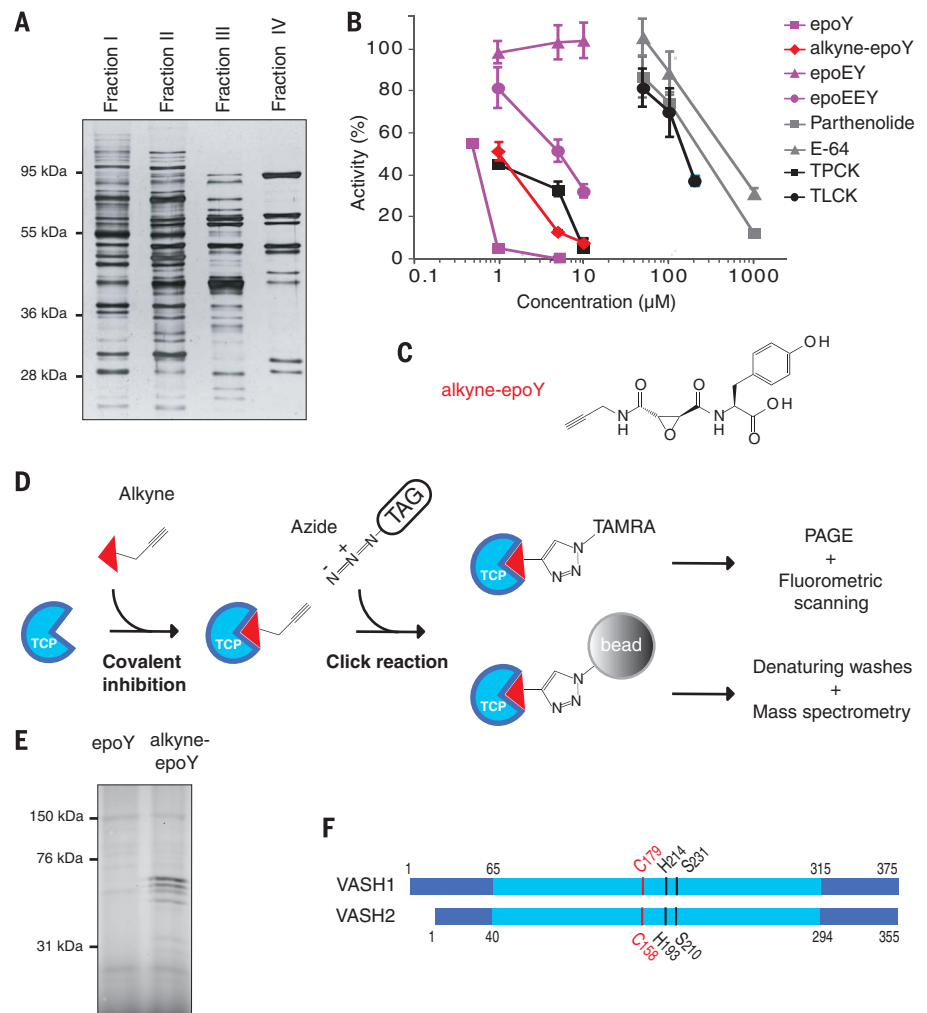 A
Fraction I
Fraction II
Fraction III
Fraction IV
95 kDa
55 kDa
36 kDa
28 kDa
B
Activity (%)
100
80
60
40
20
0
0.1
1
10
100
1000
Concentration (µM)
epoY
alkyne-epoY
epoEY
epoEEY
Parthenolide
E-64
TPCK
TLCK
C
alkyne-epoY
O
O
OH
N
H
O
N
H
OH
O
D
Alkyne
TCP
Covalent
inhibition
TCP
Azide
N
N
N
+
-
TAG
Click reaction
TCP
N
N
N
TAMRA
PAGE
+
Fluorometric
scanning
TCP
N
N
N
bead
Denaturing washes
+
Mass spectrometry
E
epoY
alkyne-
epoY
150 kDa
76 kDa
31 kDa
F
1
65
C179
H214
S231
315
375
VASH1
VASH2
1
40
C158
H193
S210
294
355